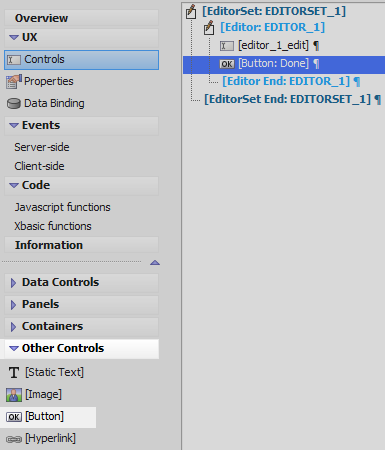 Overview
UX
Controls
Properties
Data Binding
Events
Server-side
Client-side
Code
Javascript functions
Xbasic functions
Information
Data Controls
Panels
Containers
Other Controls
T [Static Text]
[Image]
OK [Button]
[Hyperlink]
[EditorSet: EDITORSET_1]
[Editor: EDITOR_1]
[editor_1_edit] ¶
OK [Button: Done] ¶
[Editor End: EDITOR_1] ¶
[EditorSet End: EDITORSET_1] ¶